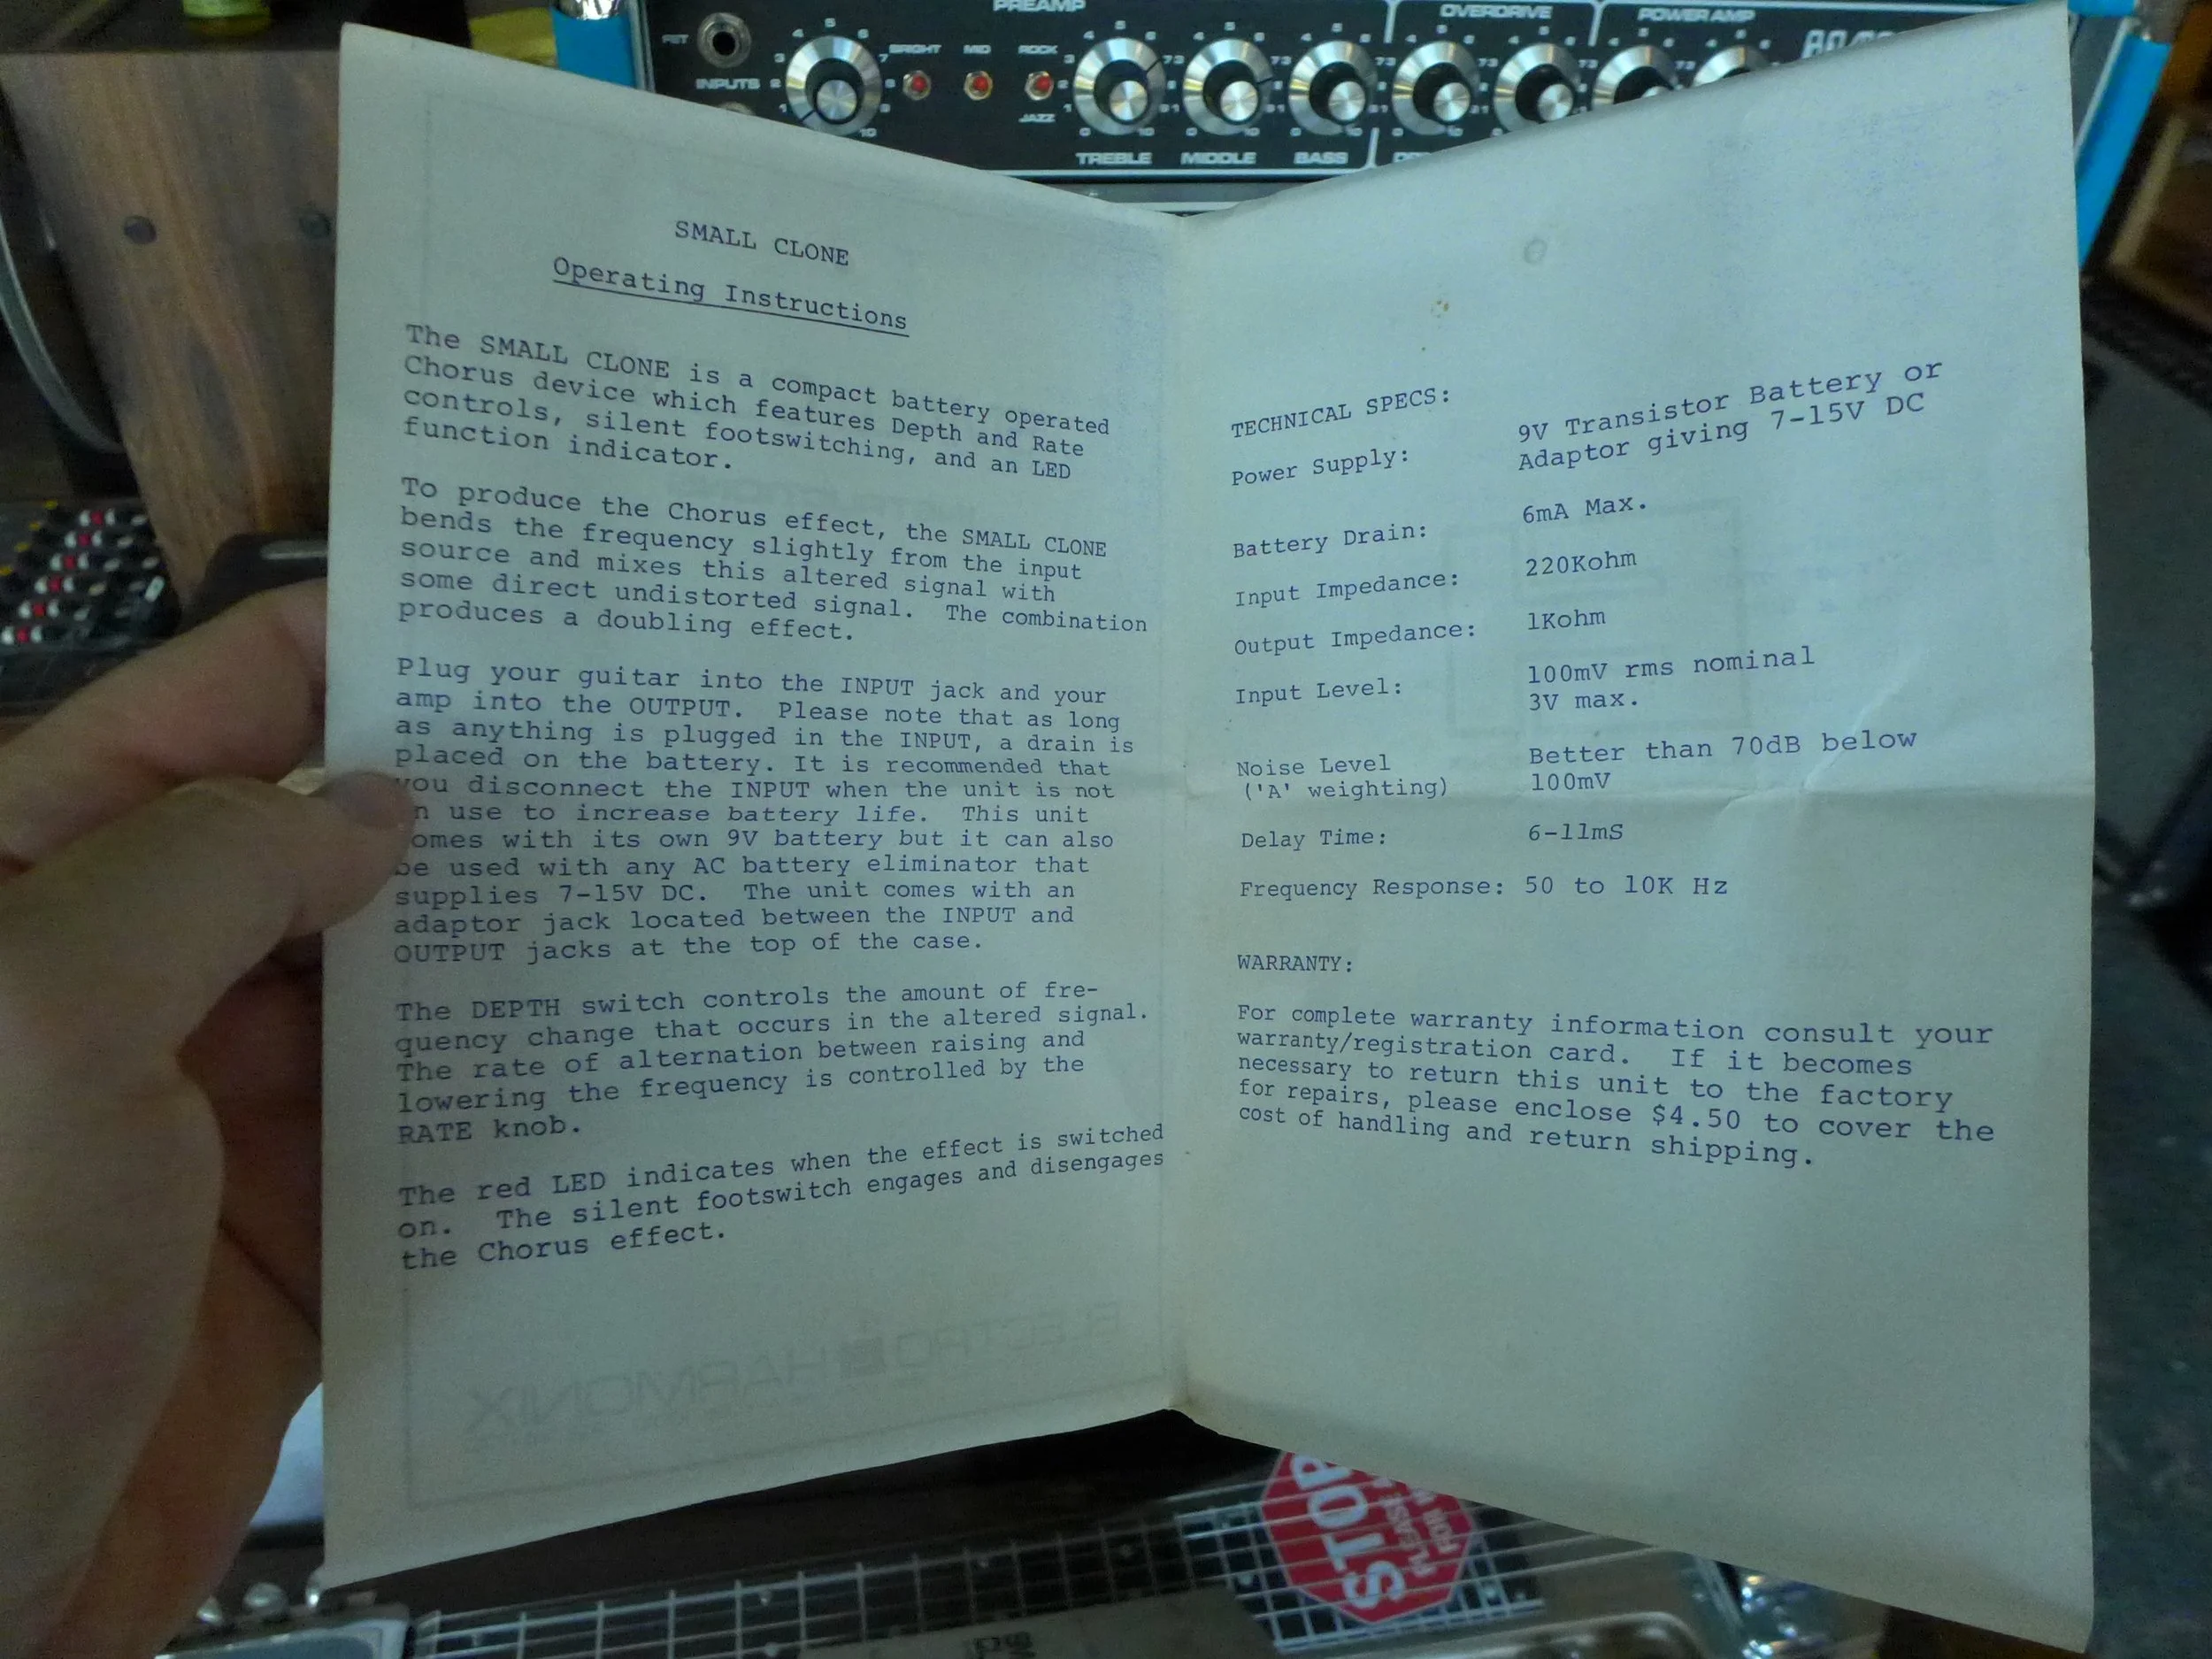 PREAMP
OVERDRIVE
POWER AMP
INPUTS
BRIGHT
MID
ROCK
JAZZ
TREBLE
MIDDLE
BASS
SMALL CLONE
Operating Instructions
The SMALL CLONE is a compact battery operated
Chorus device which features Depth and Rate
controls, silent footswitching, and an LED
function indicator.
To produce the Chorus effect, the SMALL CLONE
bends the frequency slightly from the input
source and mixes this altered signal with
some direct undistorted signal. The combination
produces a doubling effect.
Plug your guitar into the INPUT jack and your
amp into the OUTPUT. Please note that as long
as anything is plugged in the INPUT, a drain is
placed on the battery. It is recommended that
you disconnect the INPUT when the unit is not
n use to increase battery life. This unit
omes with its own 9V battery but it can also
be used with any AC battery eliminator that
supplies 7-15V DC. The unit comes with an
adaptor jack located between the INPUT and
OUTPUT jacks at the top of the case.
The DEPTH switch controls the amount of fre-
quency change that occurs in the altered signal.
The rate of alternation between raising and
lowering the frequency is controlled by the
RATE knob.
The red LED indicates when the effect is switched
on. The silent footswitch engages and disengages
the Chorus effect.
ELECTRO HARMONIX
TECHNICAL SPECS:
Power Supply: 9V Transistor Battery or
Adaptor giving 7-15V DC
Battery Drain: 6mA Max.
Input Impedance: 220Kohm
Output Impedance: 1Kohm
Input Level: 100mV rms nominal
3V max.
Noise Level Better than 70dB below
('A' weighting) 100mV
Delay Time: 6-11mS
Frequency Response: 50 to 10K Hz
WARRANTY:
For complete warranty information consult your
warranty/registration card. If it becomes
necessary to return this unit to the factory
for repairs, please enclose $4.50 to cover the
cost of handling and return shipping.
STOP
PLEASE
FOR